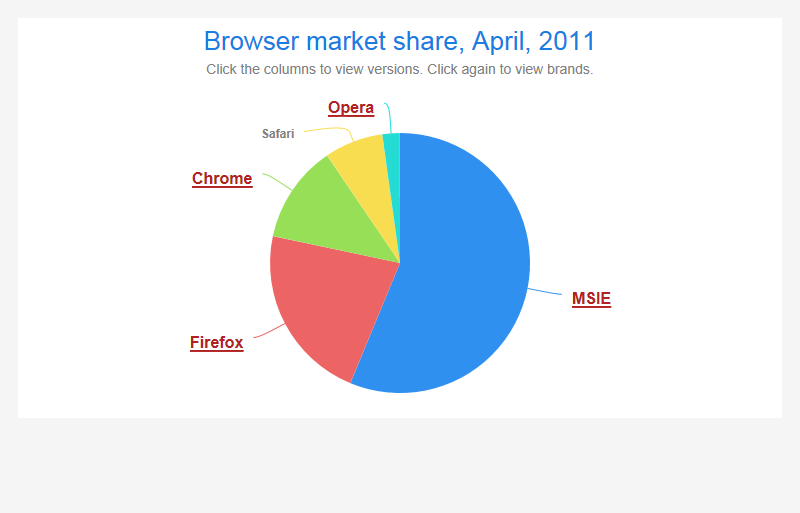 Browser market share, April, 2011
Click the columns to view versions. Click again to view brands.
Opera
Safari
Chrome
MSIE
Firefox